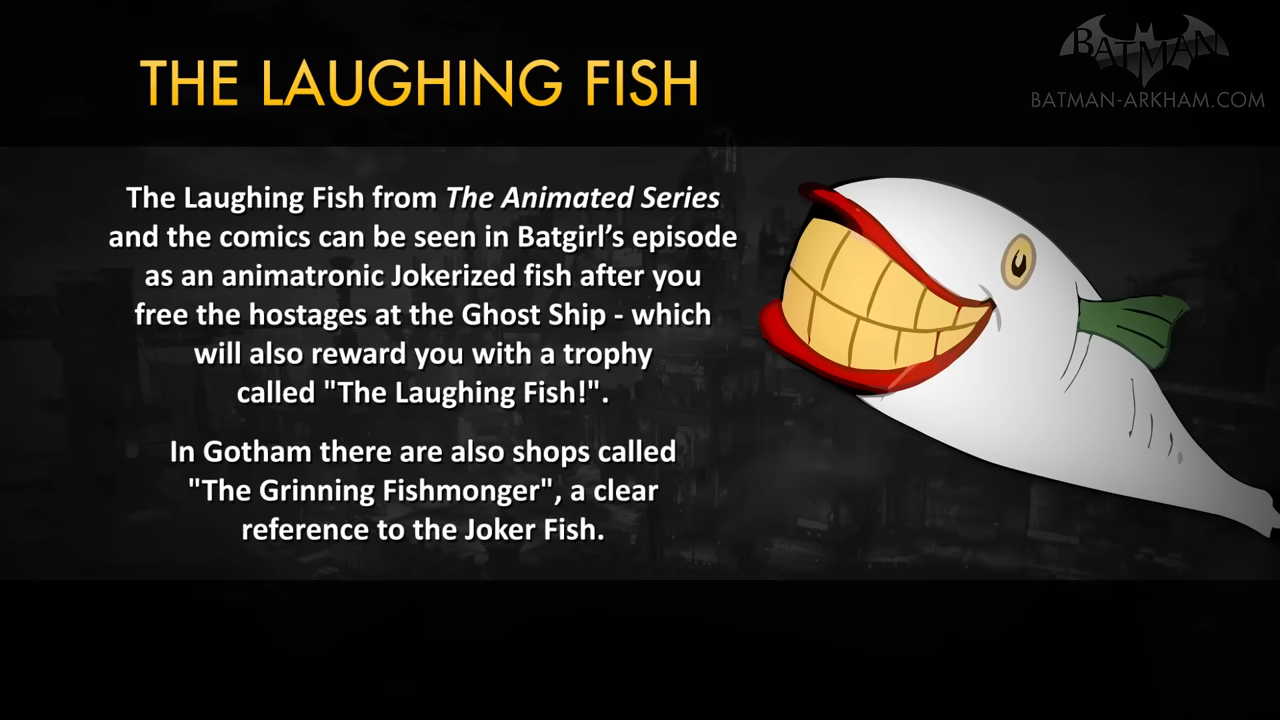 BATMAN
BATMAN-ARKHAM.COM
THE LAUGHING FISH
The Laughing Fish from The Animated Series
and the comics can be seen in Batgirl’s episode
as an animatronic Jokerized fish after you
free the hostages at the Ghost Ship - which
will also reward you with a trophy
called "The Laughing Fish!".
In Gotham there are also shops called
"The Grinning Fishmonger", a clear
reference to the Joker Fish.